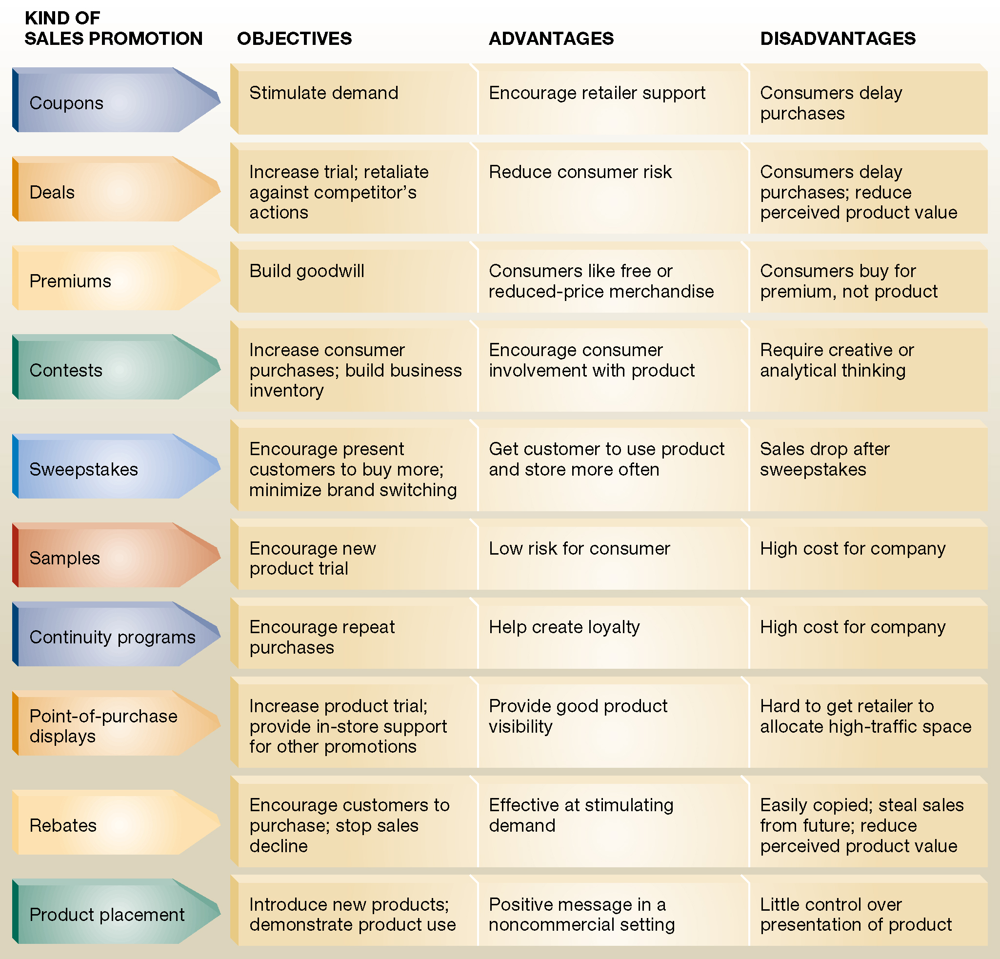 KIND OF
SALES PROMOTION
OBJECTIVES
ADVANTAGES
DISADVANTAGES
Coupons
Stimulate demand
Encourage retailer support
Consumers delay
purchases
Deals
Increase trial; retaliate
against competitor's
actions
Reduce consumer risk
Consumers delay
purchases; reduce
perceived product value
Premiums
Build goodwill
Consumers like free or
reduced-price merchandise
Consumers buy for
premium, not product
Contests
Increase consumer
purchases; build business
inventory
Encourage consumer
involvement with product
Require creative or
analytical thinking
Sweepstakes
Encourage present
customers to buy more;
minimize brand switching
Get customer to use product
and store more often
Sales drop after
sweepstakes
Samples
Encourage new
product trial
Low risk for consumer
High cost for company
Continuity programs
Encourage repeat
purchases
Help create loyalty
High cost for company
Point-of-purchase
displays
Increase product trial;
provide in-store support
for other promotions
Provide good product
visibility
Hard to get retailer to
allocate high-traffic space
Rebates
Encourage customers to
purchase; stop sales
decline
Effective at stimulating
demand
Easily copied; steal sales
from future; reduce
perceived product value
Product placement
Introduce new products;
demonstrate product use
Positive message in a
noncommercial setting
Little control over
presentation of product